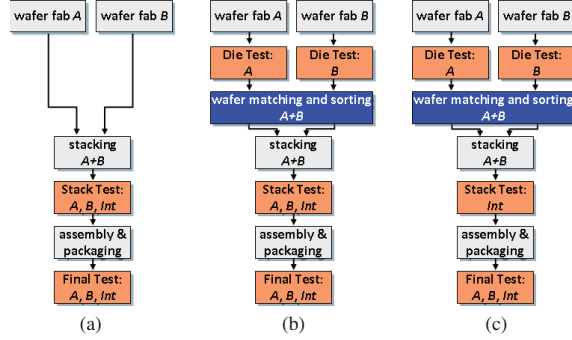 wafer fab A
wafer fab B
stacking
A+B
Stack Test:
A, B, Int
assembly &
packaging
Final Test:
A, B, Int
(a)
wafer fab A
wafer fab B
Die Test:
A
Die Test:
B
wafer matching and sorting
A+B
stacking
A+B
Stack Test:
A, B, Int
assembly &
packaging
Final Test:
A, B, Int
(b)
wafer fab A
wafer fab B
Die Test:
A
Die Test:
B
wafer matching and sorting
A+B
stacking
A+B
Stack Test:
Int
assembly &
packaging
Final Test:
A, B, Int
(c)